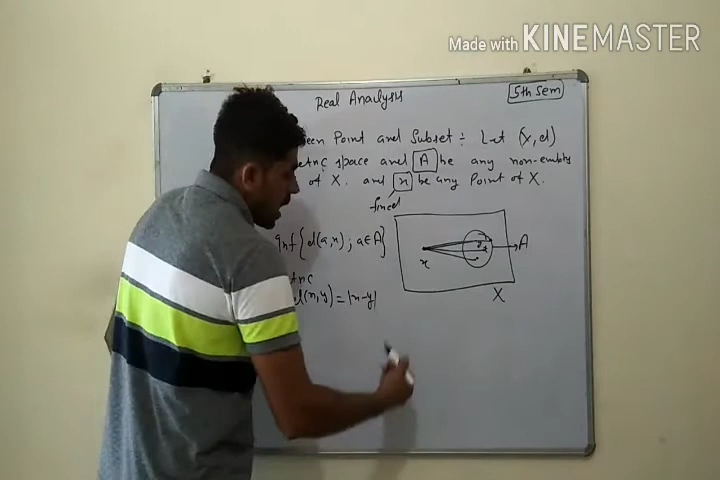 Made with KINEMASTER
Real Analysis
5th Sem
een Point and Subset :- Let (X, d)
etric space and A be any non-empty
of X. and x be any Point of X.
fixed
inf { d(a,x) ; a∈A }
x
A
X
tric
d(x,y) = |x-y|